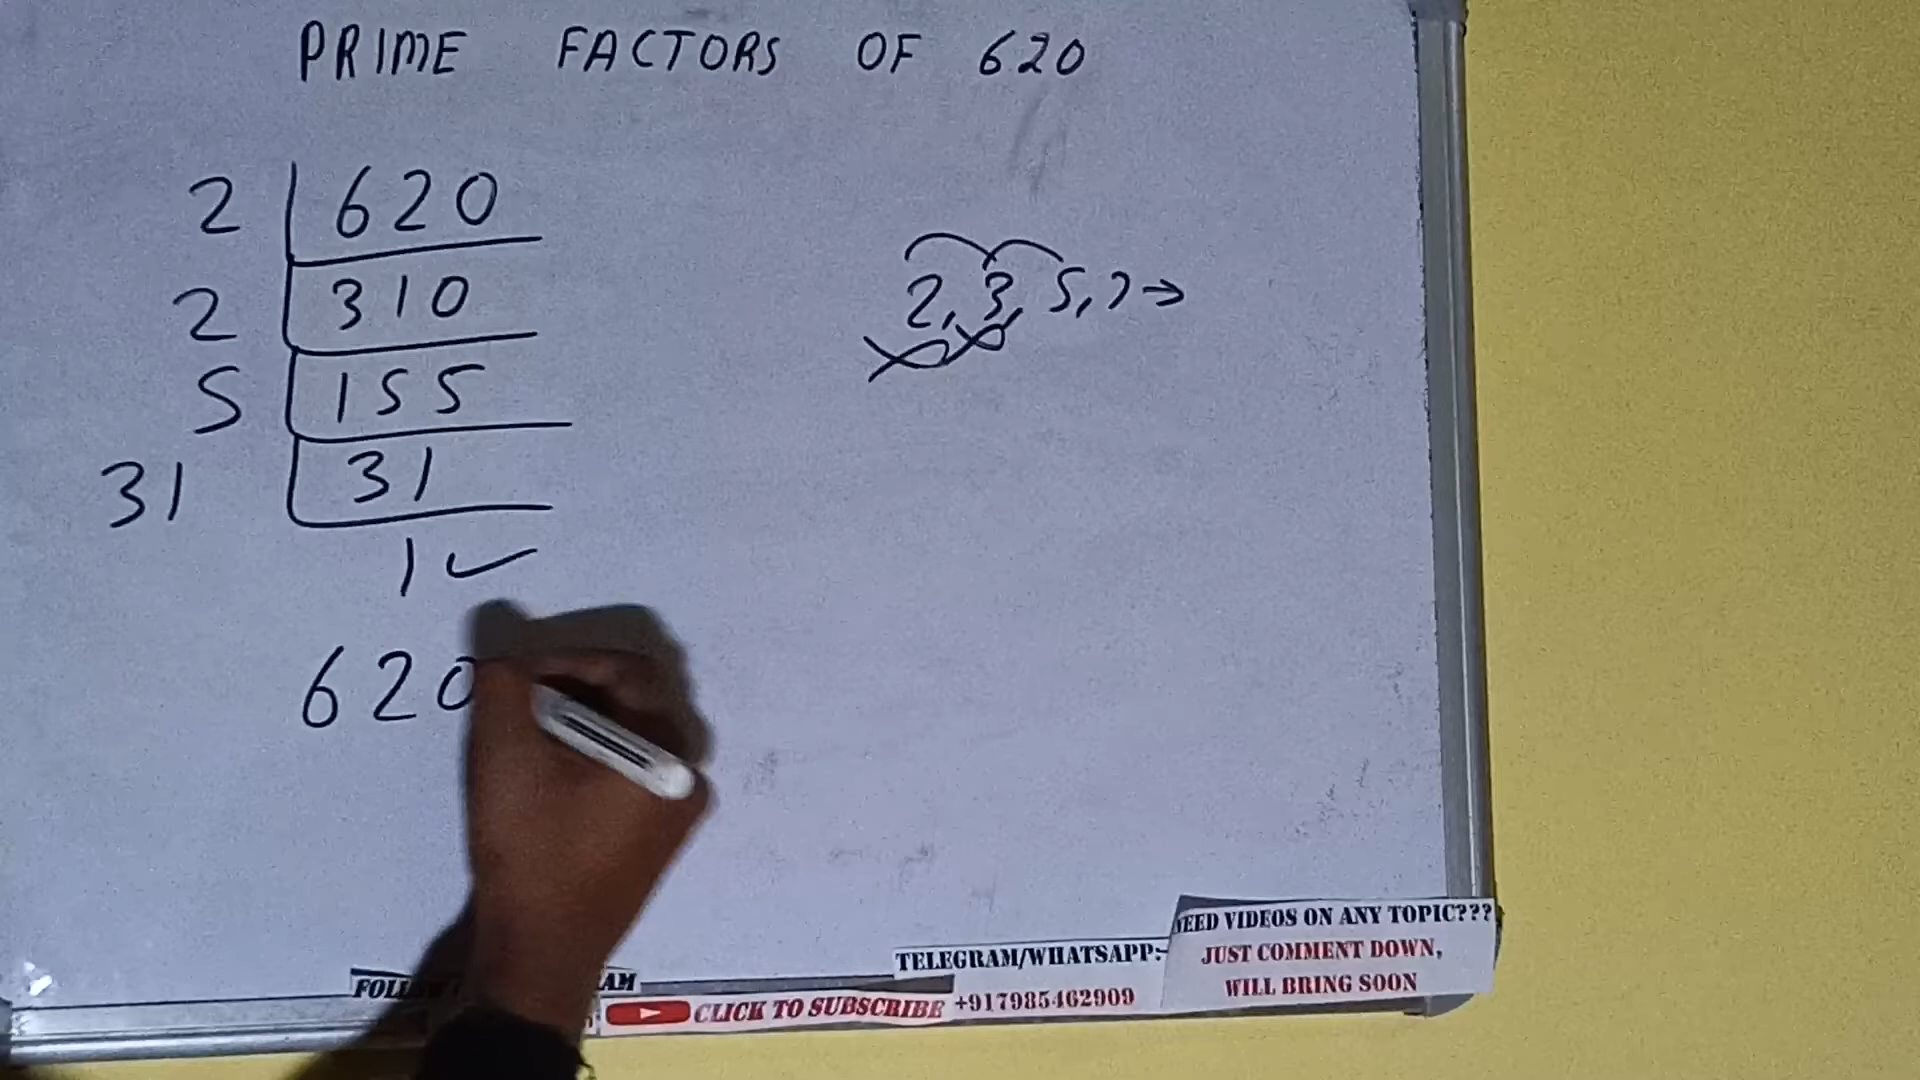 PRIME FACTORS OF 620
2 620
2 310
5 155
31 31
1
2, 3, 5, 7 →
620
NEED VIDEOS ON ANY TOPIC???
JUST COMMENT DOWN,
WILL BRING SOON
TELEGRAM/WHATSAPP:-
+917985462909
CLICK TO SUBSCRIBE